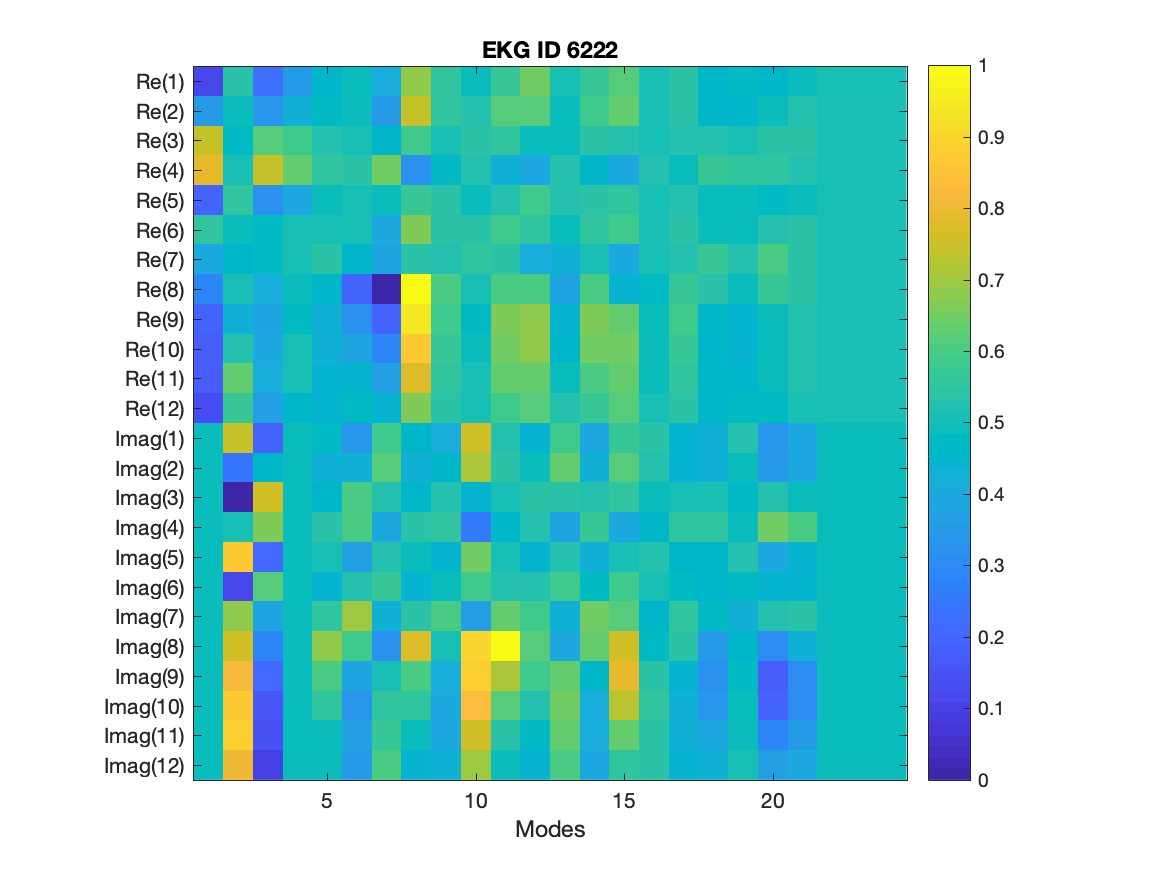 EKG ID 6222
Re(1)
Re(2)
Re(3)
Re(4)
Re(5)
Re(6)
Re(7)
Re(8)
Re(9)
Re(10)
Re(11)
Re(12)
Imag(1)
Imag(2)
Imag(3)
Imag(4)
Imag(5)
Imag(6)
Imag(7)
Imag(8)
Imag(9)
Imag(10)
Imag(11)
Imag(12)
5 10 15 20
Modes
1
0.9
0.8
0.7
0.6
0.5
0.4
0.3
0.2
0.1
0